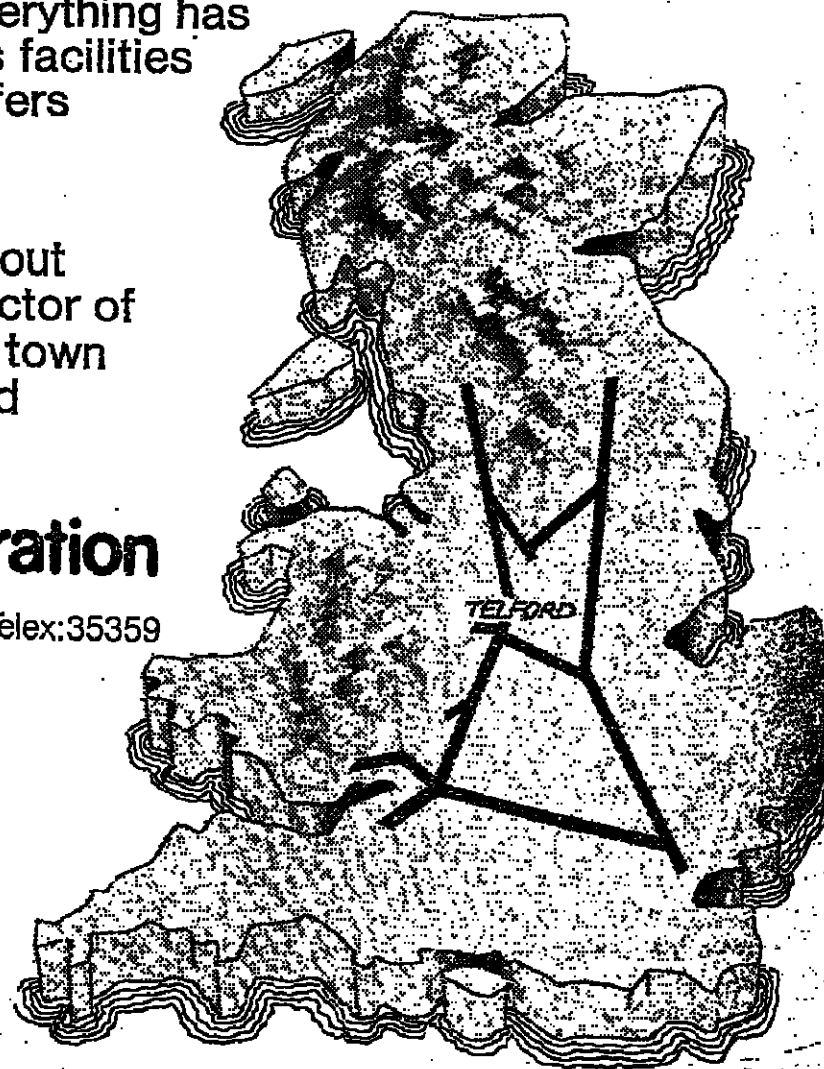 erything has
s facilities
fers
out
ctor of
town
d
ration
elex:35359
TELFORD